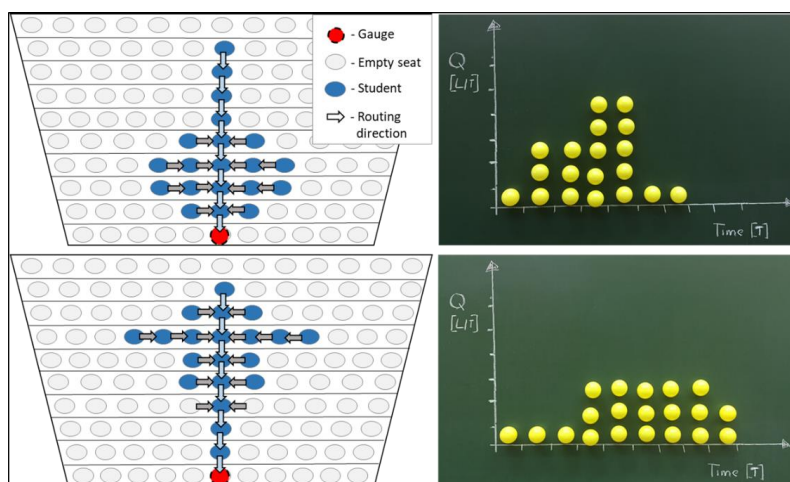 - Gauge
- Empty seat
- Student
- Routing
direction
Q
[L/T]
Time [T]
Q
[L/T]
Time [T]